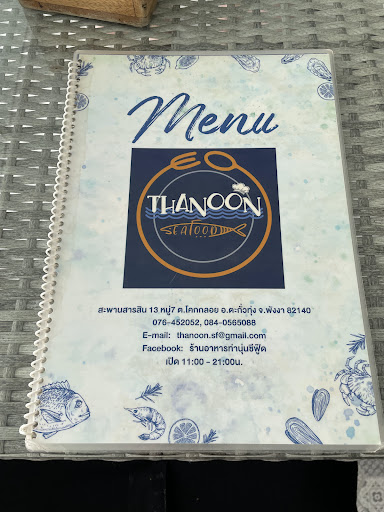 Menu
THANOON
seafood
สะพานสารสิน 13 หมู่7 ต.โคกกลอย อ.ตะกั่วทุ่ง จ.พังงา 82140
076-452052, 084-0565088
E-mail: thanoon.sf@gmail.com
Facebook: ร้านอาหารท่านุ่นซีฟู๊ด
เปิด 11:00 - 21:00น.